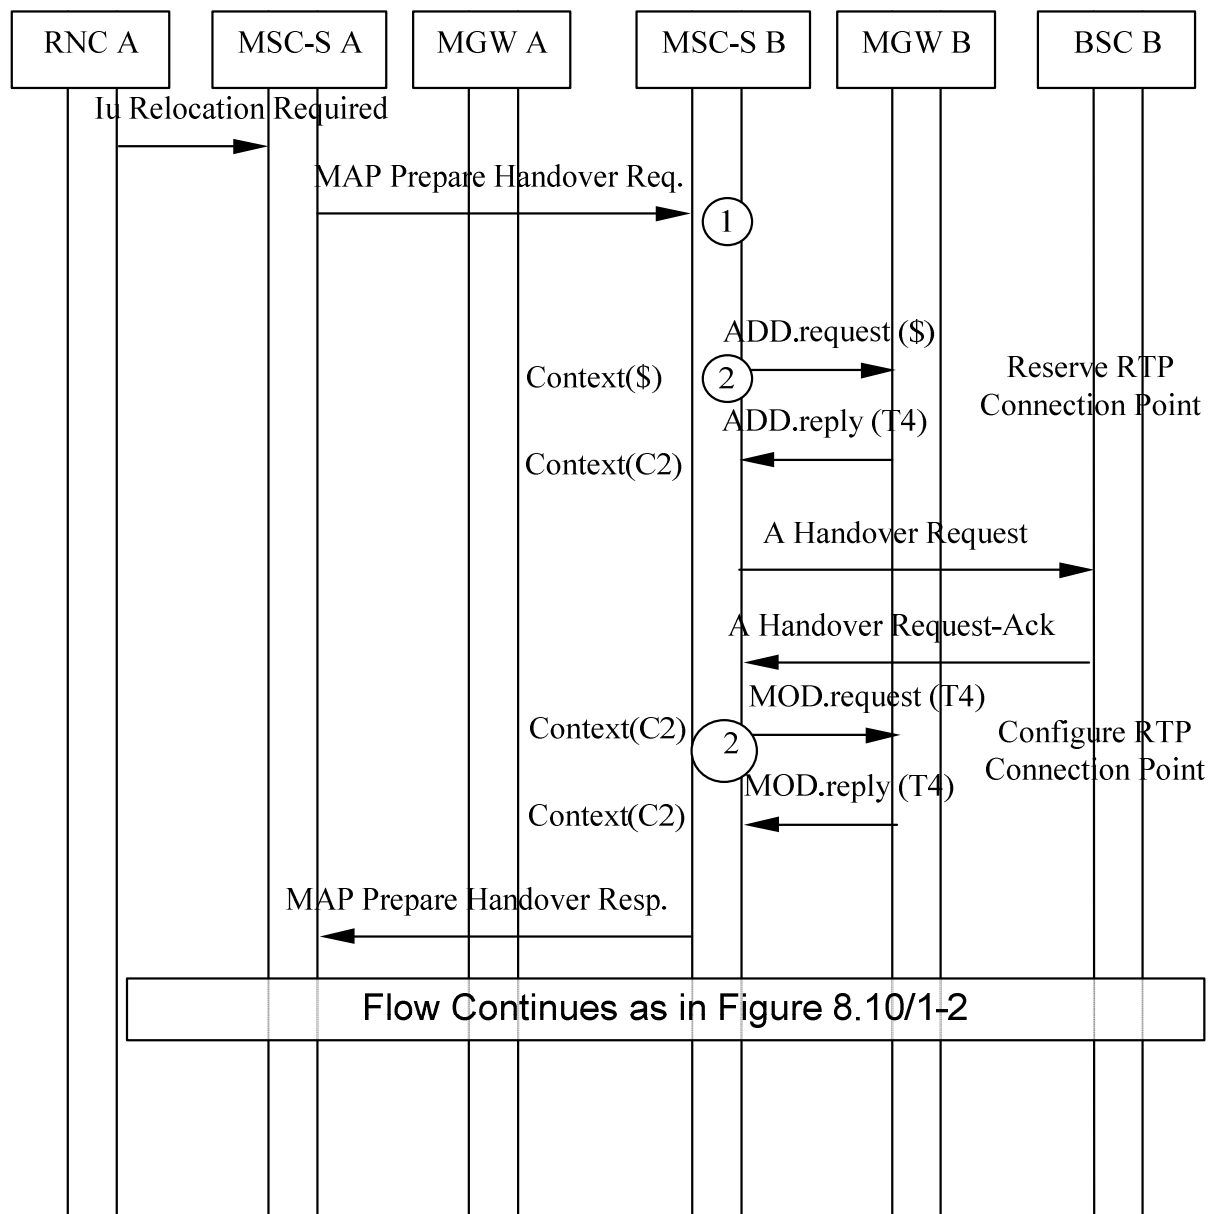 RNC A
MSC-S A
MGW A
MSC-S B
MGW B
BSC B
Iu Relocation Required
MAP Prepare Handover Req.
1
ADD.request ($)
Context($)
2
Reserve RTP
Connection Point
ADD.reply (T4)
Context(C2)
A Handover Request
A Handover Request-Ack
MOD.request (T4)
Context(C2)
2
Configure RTP
Connection Point
MOD.reply (T4)
Context(C2)
MAP Prepare Handover Resp.
Flow Continues as in Figure 8.10/1-2